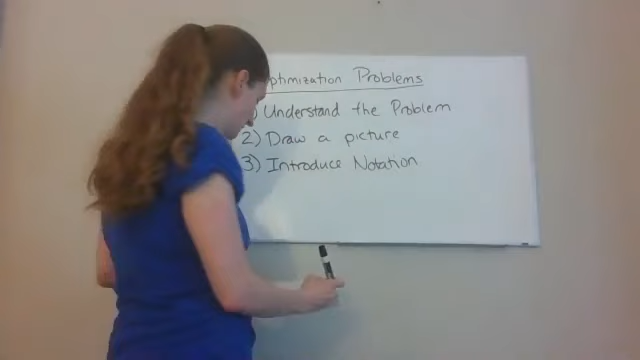 ptimization Problems
) Understand the Problem
2) Draw a picture
3) Introduce Notation